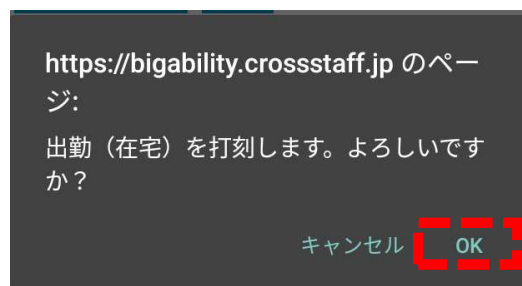 https://bigability.crossstaff.jp のペー
ジ:
出勤（在宅）を打刻します。よろしいです
か？
キャンセル OK